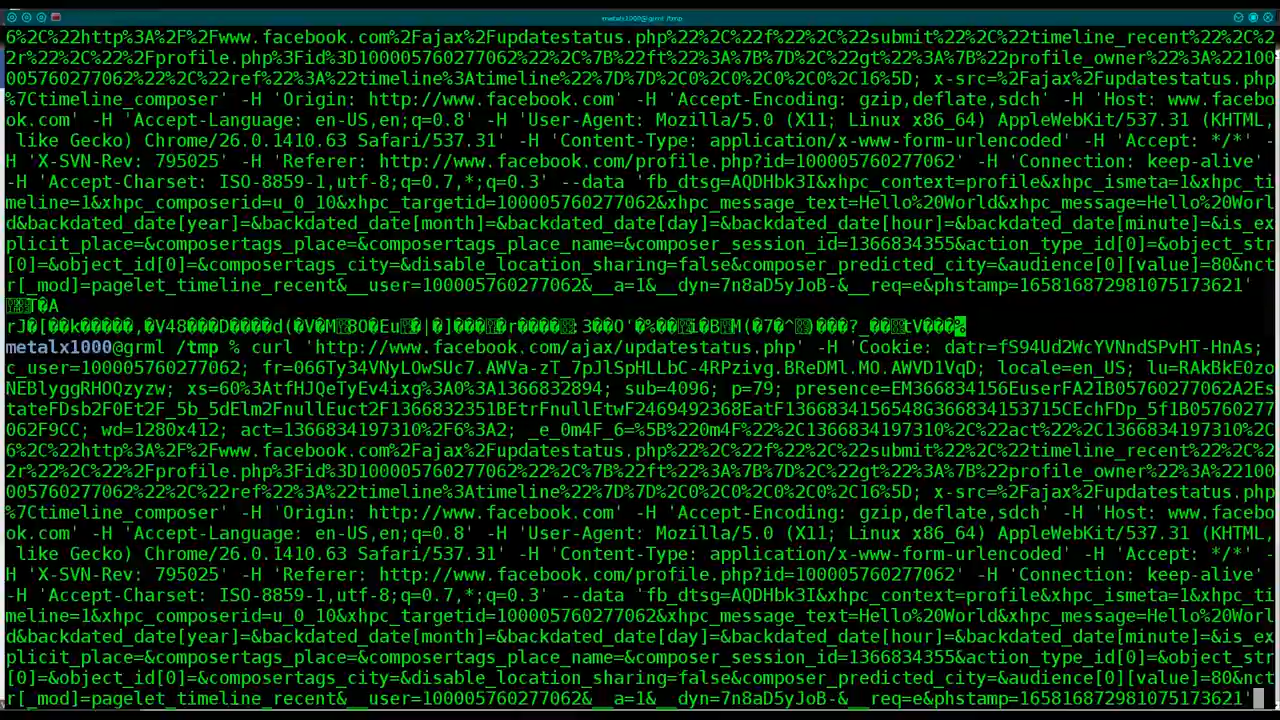 metalx1000@grml /tmp
6%2C%22http%3A%2F%2Fwww.facebook.com%2Fajax%2Fupdatestatus.php%22%2C%22f%22%2C%22submit%22%2C%22timeline_recent%22%2C%2
2r%22%2C%2Fprofile.php%3Fid%3D100005760277062%22%2C%7B%22ft%22%3A%7B%7D%2C%22gt%22%3A%7B%22profile_owner%22%3A%22100
005760277062%22%2C%22ref%22%3A%22timeline%3Atimeline%22%7D%7D%2C0%2C0%2C0%2C0%2C16%5D; x-src=%2Fajax%2Fupdatestatus.php
%7Ctimeline_composer' -H 'Origin: http://www.facebook.com' -H 'Accept-Encoding: gzip,deflate,sdch' -H 'Host: www.facebo
ok.com' -H 'Accept-Language: en-US,en;q=0.8' -H 'User-Agent: Mozilla/5.0 (X11; Linux x86_64) AppleWebKit/537.31 (KHTML,
like Gecko) Chrome/26.0.1410.63 Safari/537.31' -H 'Content-Type: application/x-www-form-urlencoded' -H 'Accept: */*' -
H 'X-SVN-Rev: 795025' -H 'Referer: http://www.facebook.com/profile.php?id=100005760277062' -H 'Connection: keep-alive'
-H 'Accept-Charset: ISO-8859-1,utf-8;q=0.7,*;q=0.3' --data 'fb_dtsg=AQDHbk3I&xhpc_context=profile&xhpc_ismeta=1&xhpc_ti
meline=1&xhpc_composerid=u_0_10&xhpc_targetid=100005760277062&xhpc_message_text=Hello%20World&xhpc_message=Hello%20Worl
d&backdated_date[year]=&backdated_date[month]=&backdated_date[day]=&backdated_date[hour]=&backdated_date[minute]=&is_ex
plicit_place=&composertags_place=&composertags_place_name=&composer_session_id=1366834355&action_type_id[0]=&object_str
[0]=&object_id[0]=&composertags_city=&disable_location_sharing=false&composer_predicted_city=&audience[0][value]=80&nct
r[_mod]=pagelet_timeline_recent&__user=100005760277062&__a=1&__dyn=7n8aD5yJoB-&__req=e&phstamp=165816872981075173621'
metalx1000@grml /tmp % curl 'http://www.facebook.com/ajax/updatestatus.php' -H 'Cookie: datr=fS94Ud2WcYVNndSPvHT-HnAs;
c_user=100005760277062; fr=066Ty34VNyLOwSUc7.AWVa-zT_7pJlSpHLLbC-4RPzivg.BReDMl.MO.AWVD1VqD; locale=en_US; lu=RAkBkE0zo
NEBlyggRHOQzyzw; xs=60%3AtfHJQeTyEv4ixg%3A0%3A1366832894; sub=4096; p=79; presence=EM366834156EuserFA21B05760277062A2Es
tateFDsb2F0Et2F_5b_5dElm2FnullEuct2F1366832351BEtrFnullEtwF2469492368EatF1366834156548G366834153715CEchFDp_5f1B05760277
062F9CC; wd=1280x412; act=1366834197310%2F6%3A2; _e_0m4F_6=%5B%220m4F%22%2C1366834197310%2C%22act%22%2C1366834197310%2C
6%2C%22http%3A%2F%2Fwww.facebook.com%2Fajax%2Fupdatestatus.php%22%2C%22f%22%2C%22submit%22%2C%22timeline_recent%22%2C%2
2r%22%2C%2Fprofile.php%3Fid%3D100005760277062%22%2C%7B%22ft%22%3A%7B%7D%2C%22gt%22%3A%7B%22profile_owner%22%3A%22100
005760277062%22%2C%22ref%22%3A%22timeline%3Atimeline%22%7D%7D%2C0%2C0%2C0%2C0%2C16%5D; x-src=%2Fajax%2Fupdatestatus.php
%7Ctimeline_composer' -H 'Origin: http://www.facebook.com' -H 'Accept-Encoding: gzip,deflate,sdch' -H 'Host: www.facebo
ok.com' -H 'Accept-Language: en-US,en;q=0.8' -H 'User-Agent: Mozilla/5.0 (X11; Linux x86_64) AppleWebKit/537.31 (KHTML,
like Gecko) Chrome/26.0.1410.63 Safari/537.31' -H 'Content-Type: application/x-www-form-urlencoded' -H 'Accept: */*' -
H 'X-SVN-Rev: 795025' -H 'Referer: http://www.facebook.com/profile.php?id=100005760277062' -H 'Connection: keep-alive'
-H 'Accept-Charset: ISO-8859-1,utf-8;q=0.7,*;q=0.3' --data 'fb_dtsg=AQDHbk3I&xhpc_context=profile&xhpc_ismeta=1&xhpc_ti
meline=1&xhpc_composerid=u_0_10&xhpc_targetid=100005760277062&xhpc_message_text=Hello%20World&xhpc_message=Hello%20Worl
d&backdated_date[year]=&backdated_date[month]=&backdated_date[day]=&backdated_date[hour]=&backdated_date[minute]=&is_ex
plicit_place=&composertags_place=&composertags_place_name=&composer_session_id=1366834355&action_type_id[0]=&object_str
[0]=&object_id[0]=&composertags_city=&disable_location_sharing=false&composer_predicted_city=&audience[0][value]=80&nct
r[_mod]=pagelet_timeline_recent&__user=100005760277062&__a=1&__dyn=7n8aD5yJoB-&__req=e&phstamp=165816872981075173621'